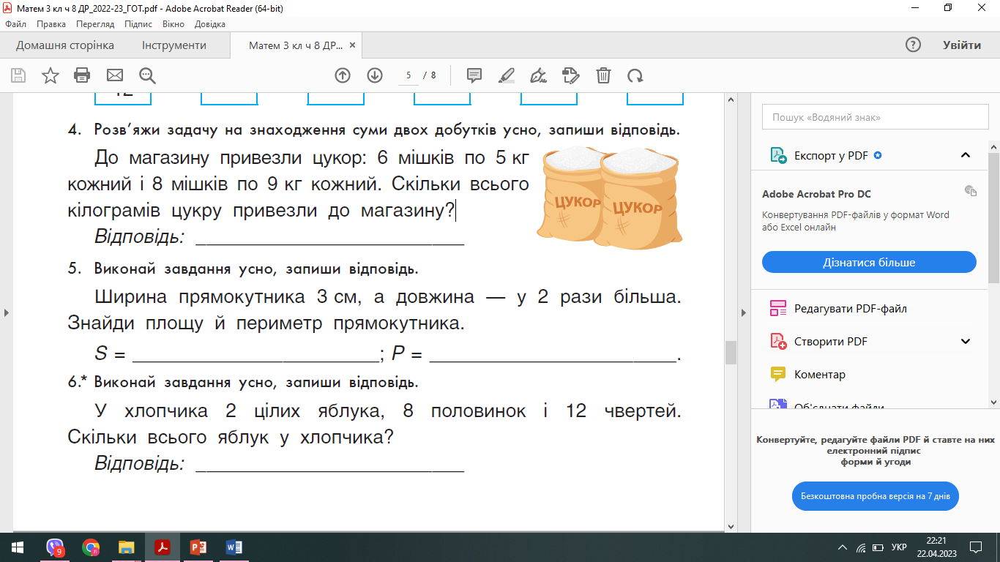 Матем 3 кл ч 8 ДР_2022-23_ГОТ.pdf - Adobe Acrobat Reader (64-bit)
Файл Правка Перегляд Підпис Вікно Довідка
Домашня сторінка Інструменти Матем 3 кл ч 8 ДР... × ? Увійти
5 / 8
12
4. Розв’яжи задачу на знаходження суми двох добутків усно, запиши відповідь.
До магазину привезли цукор: 6 мішків по 5 кг
кожний і 8 мішків по 9 кг кожний. Скільки всього
кілограмів цукру привезли до магазину?
ЦУКОР ЦУКОР
Відповідь: ________________________
5. Виконай завдання усно, запиши відповідь.
Ширина прямокутника 3 см, а довжина — у 2 рази більша.
Знайди площу й периметр прямокутника.
S = ______________________; P = ______________________.
6.* Виконай завдання усно, запиши відповідь.
У хлопчика 2 цілих яблука, 8 половинок і 12 чвертей.
Скільки всього яблук у хлопчика?
Відповідь: ________________________
Пошук «Водяний знак»
Експорт у PDF
Adobe Acrobat Pro DC
Конвертування PDF-файлів у формат Word
або Excel онлайн
Дізнатися більше
Редагувати PDF-файл
Створити PDF
Коментар
Об'єднати файли
Конвертуйте, редагуйте файли PDF й ставте на них
електронний підпис
форми й угоди
Безкоштовна пробна версія на 7 днів
9 УКР 22:21
22.04.2023